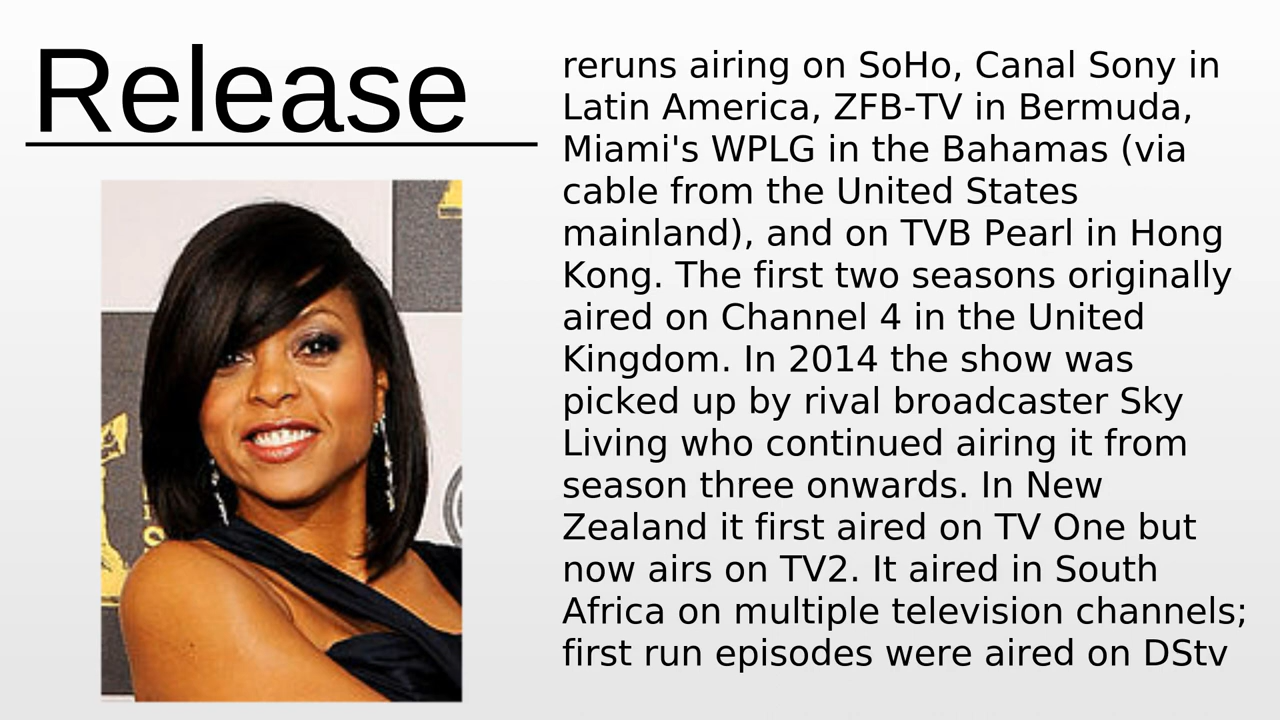 Release
reruns airing on SoHo, Canal Sony in
Latin America, ZFB-TV in Bermuda,
Miami's WPLG in the Bahamas (via
cable from the United States
mainland), and on TVB Pearl in Hong
Kong. The first two seasons originally
aired on Channel 4 in the United
Kingdom. In 2014 the show was
picked up by rival broadcaster Sky
Living who continued airing it from
season three onwards. In New
Zealand it first aired on TV One but
now airs on TV2. It aired in South
Africa on multiple television channels;
first run episodes were aired on DStv